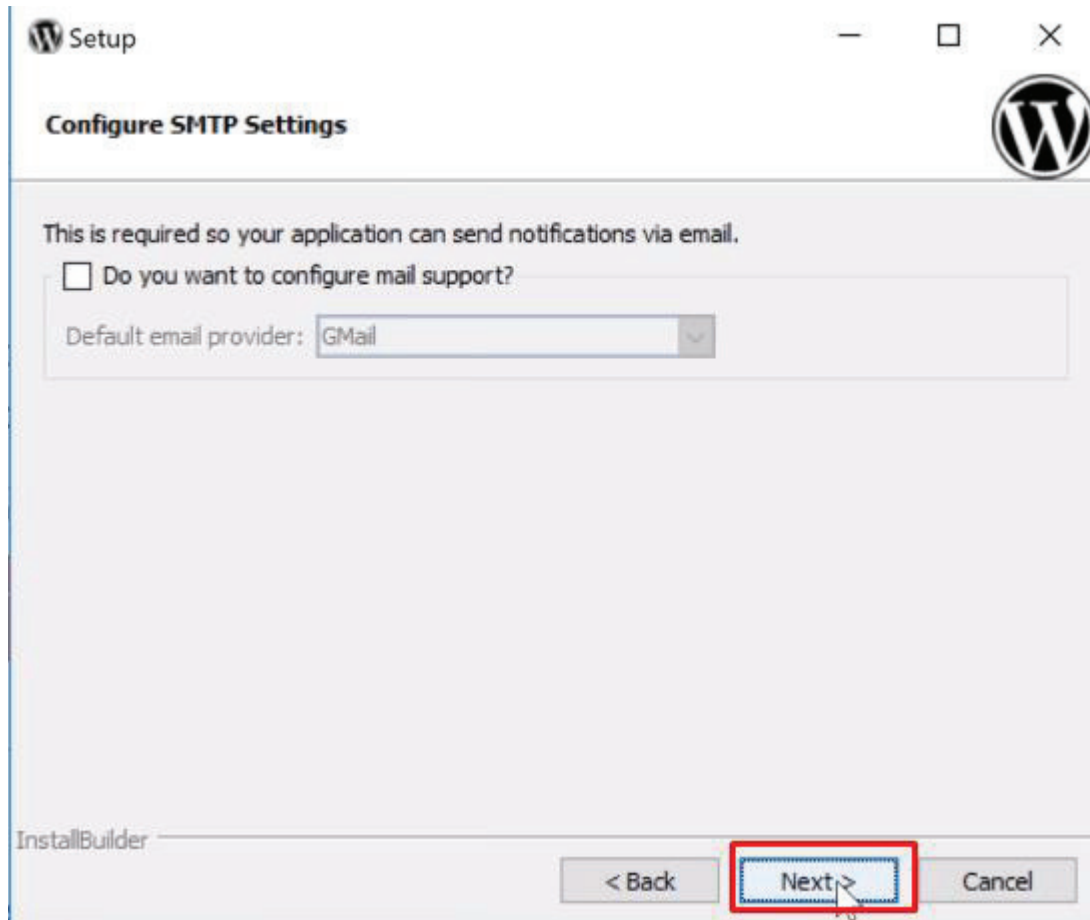 Setup
Configure SMTP Settings
This is required so your application can send notifications via email.
Do you want to configure mail support?
Default email provider: GMail
InstallBuilder
< Back Next > Cancel